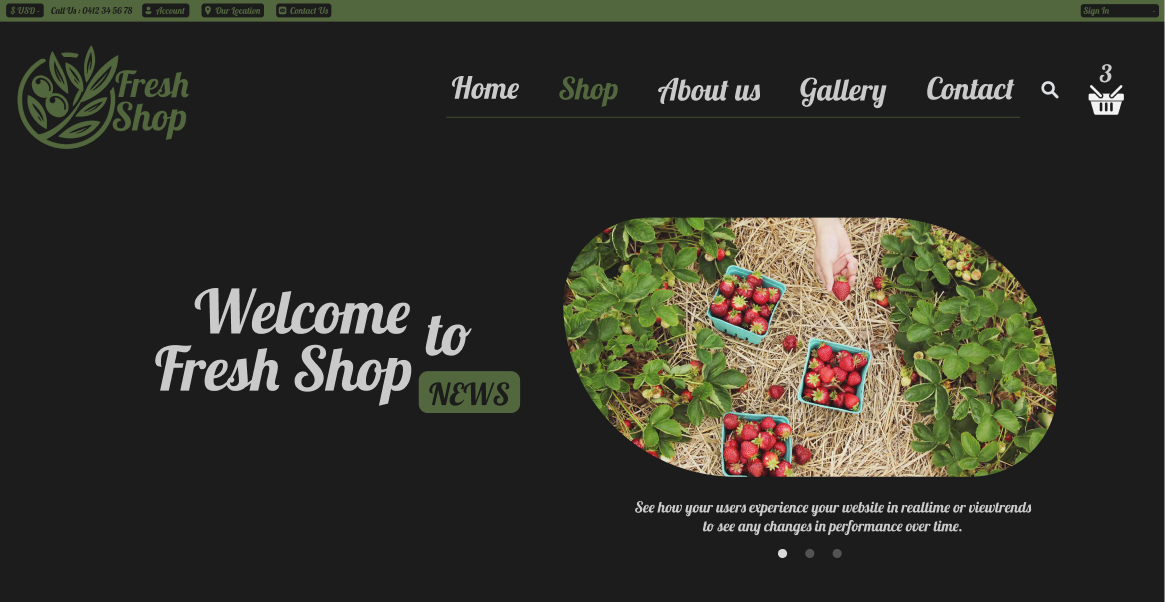 $ USD
Call Us : 0412 34 56 78
Account
Our Location
Contact Us
Sign In
Fresh
Shop
Home
Shop
About us
Gallery
Contact
3
Welcome
to
Fresh Shop
NEWS
See how your users experience your website in realtime or viewtrends
to see any changes in performance over time.